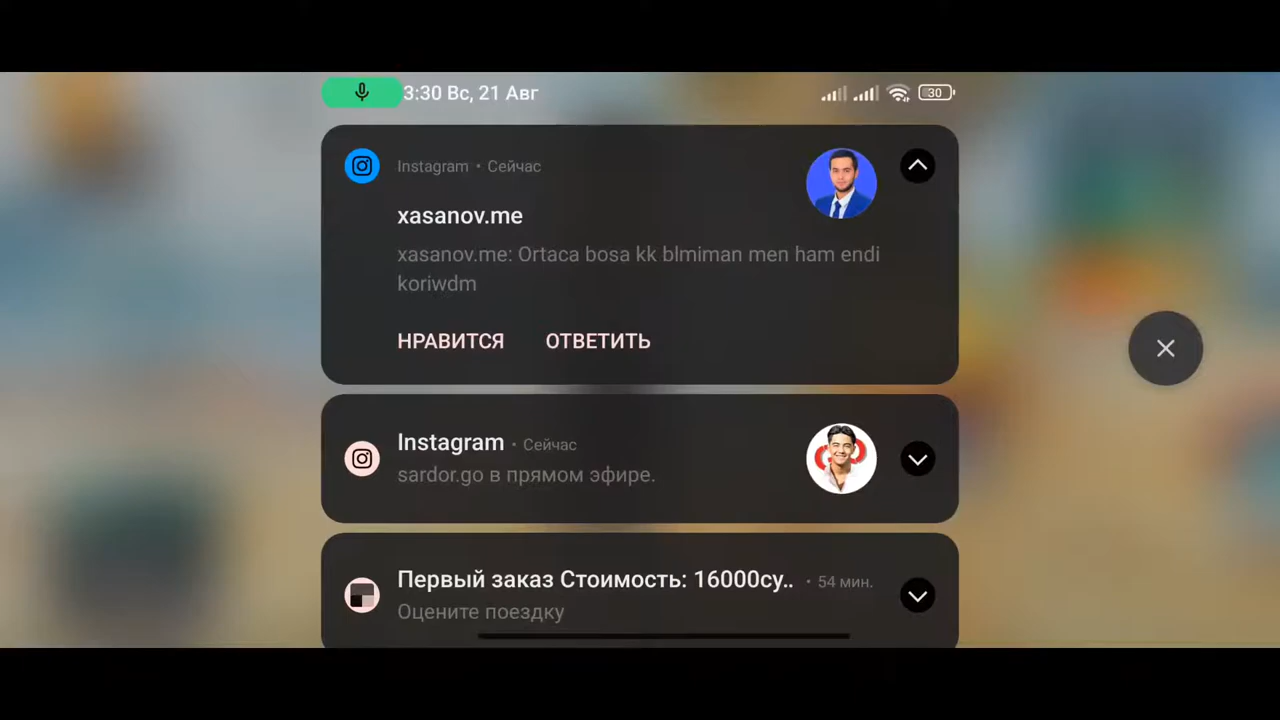 3:30 Вс, 21 Авг
30
Instagram • Сейчас
xasanov.me
xasanov.me: Ortaca bosa kk blmiman men ham endi
koriwdm
НРАВИТСЯ ОТВЕТИТЬ
Instagram • Сейчас
sardor.go в прямом эфире.
Первый заказ Стоимость: 16000су.. • 54 мин.
Оцените поездку